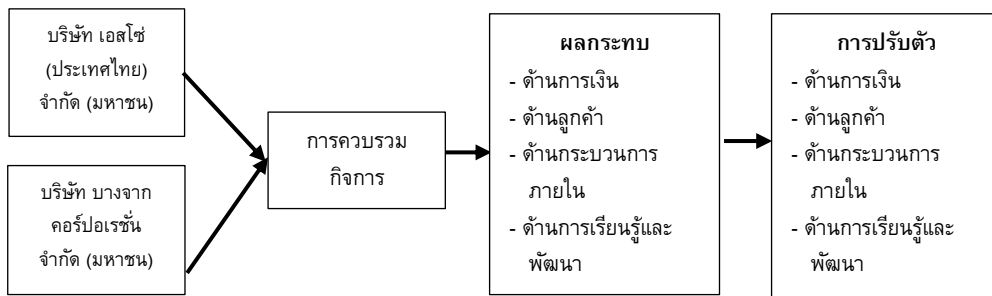 บริษัท เอสโซ่
(ประเทศไทย)
จำกัด (มหาชน)
บริษัท บางจาก
คอร์ปอเรชั่น
จำกัด (มหาชน)
การควบรวม
กิจการ
ผลกระทบ
- ด้านการเงิน
- ด้านลูกค้า
- ด้านกระบวนการ
ภายใน
- ด้านการเรียนรู้และ
พัฒนา
การปรับตัว
- ด้านการเงิน
- ด้านลูกค้า
- ด้านกระบวนการ
ภายใน
- ด้านการเรียนรู้และ
พัฒนา